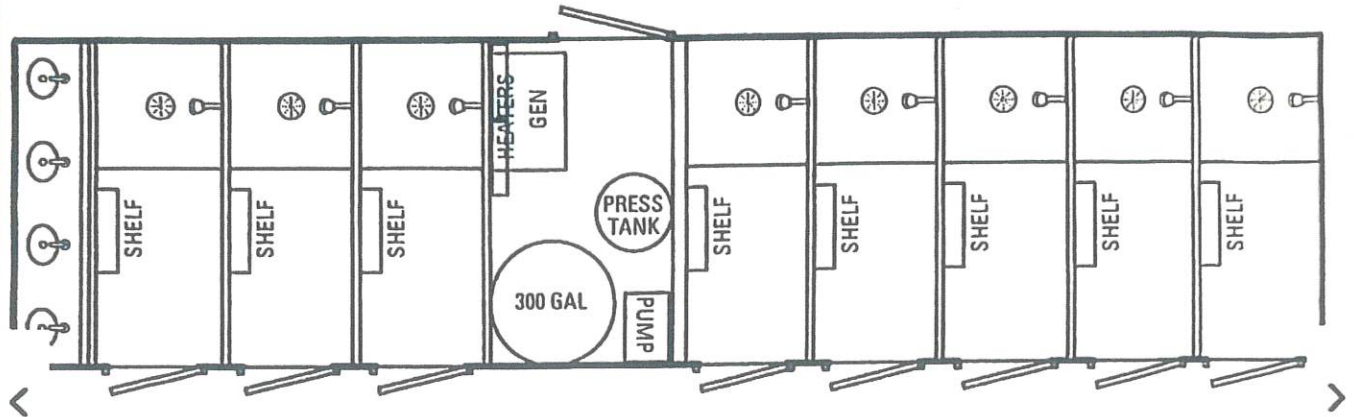 HEATERS
GEN
PRESS
TANK
SHELF
SHELF
SHELF
SHELF
SHELF
SHELF
SHELF
SHELF
300 GAL
PUMP